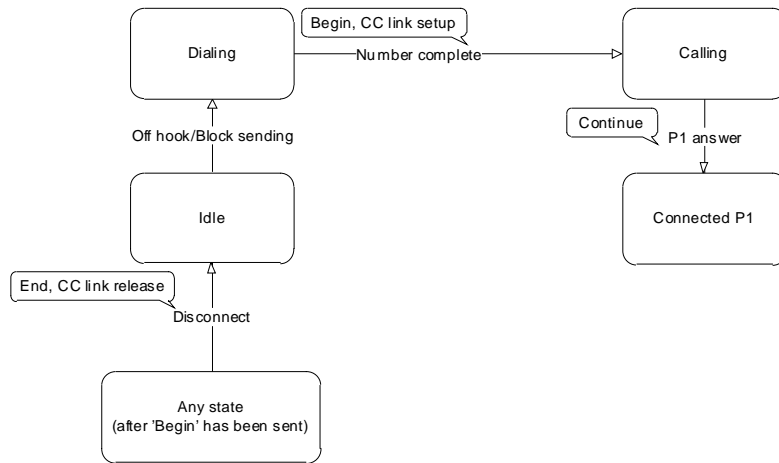 Begin, CC link setup
Dialing
Number complete
Calling
Off hook/Block sending
Continue
P1 answer
Idle
Connected P1
End, CC link release
Disconnect
Any state
(after 'Begin' has been sent)